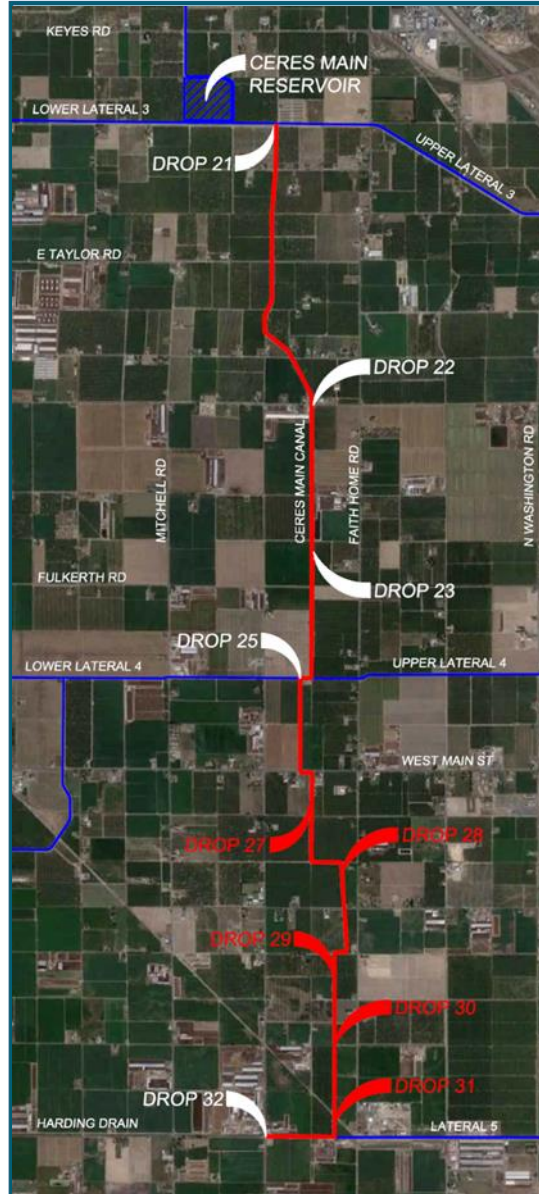 KEYES RD
CERES MAIN
RESERVOIR
LOWER LATERAL 3
DROP 21
UPPER LATERAL 3
E TAYLOR RD
DROP 22
MITCHELL RD
CERES MAIN CANAL
FAITH HOME RD
N WASHINGTON RD
FULKERTH RD
DROP 23
DROP 25
LOWER LATERAL 4
UPPER LATERAL 4
WEST MAIN ST
DROP 27
DROP 28
DROP 29
DROP 30
DROP 31
DROP 32
HARDING DRAIN
LATERAL 5